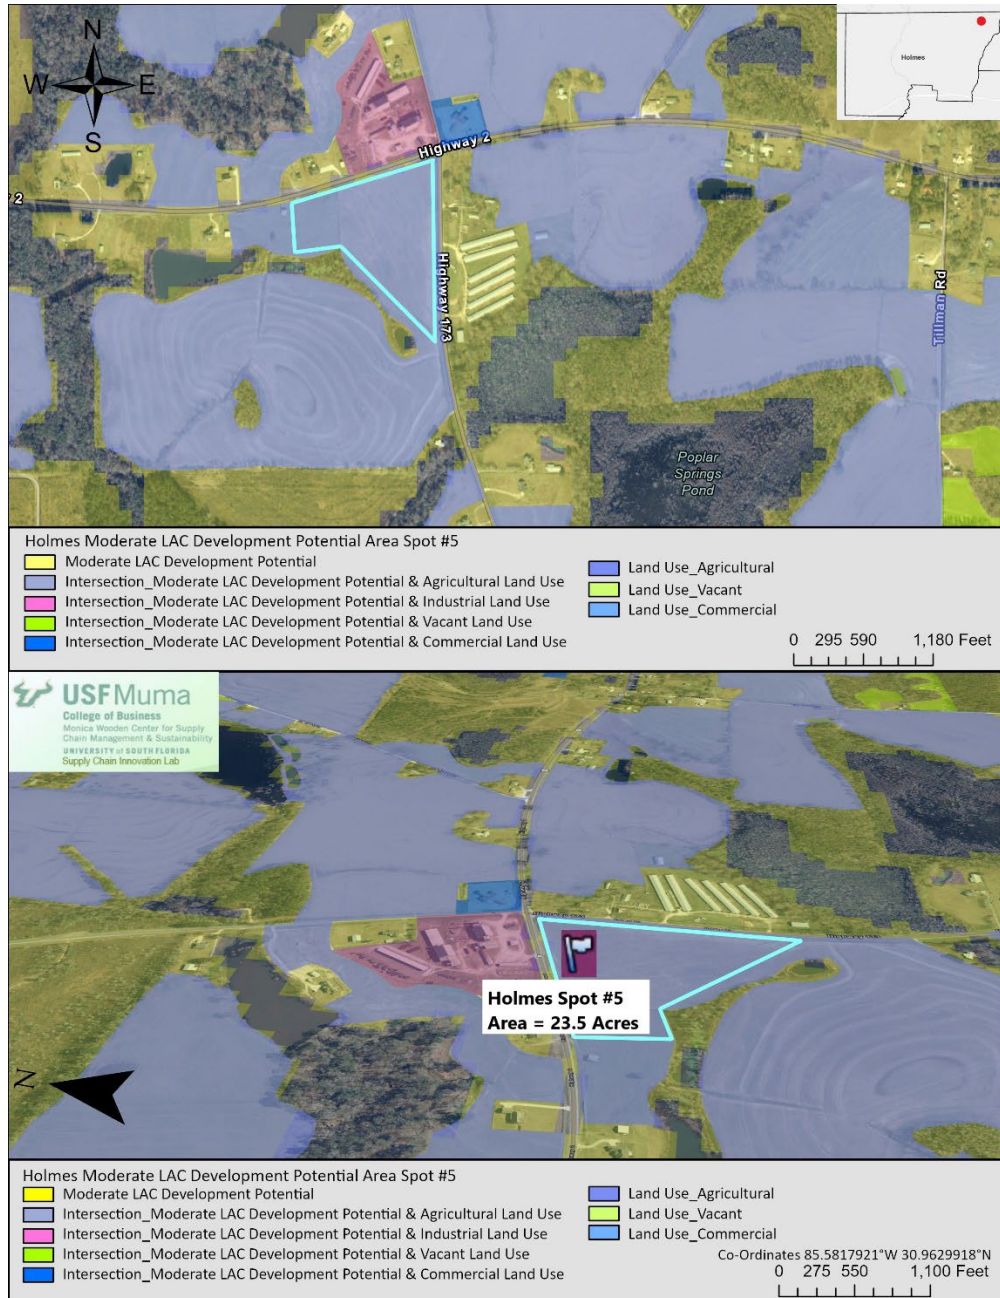 N
W E
S
Holmes
Highway 2
2
Highway 173
Tillman Rd
Poplar
Springs
Pond
Holmes Moderate LAC Development Potential Area Spot #5
Moderate LAC Development Potential
Intersection_Moderate LAC Development Potential & Agricultural Land Use
Intersection_Moderate LAC Development Potential & Industrial Land Use
Intersection_Moderate LAC Development Potential & Vacant Land Use
Intersection_Moderate LAC Development Potential & Commercial Land Use
Land Use_Agricultural
Land Use_Vacant
Land Use_Commercial
0 295 590 1,180 Feet
USF Muma
College of Business
Monica Wooden Center for Supply
Chain Management & Sustainability
UNIVERSITY of SOUTH FLORIDA
Supply Chain Innovation Lab
Holmes Spot #5
Area = 23.5 Acres
N
Holmes Moderate LAC Development Potential Area Spot #5
Moderate LAC Development Potential
Intersection_Moderate LAC Development Potential & Agricultural Land Use
Intersection_Moderate LAC Development Potential & Industrial Land Use
Intersection_Moderate LAC Development Potential & Vacant Land Use
Intersection_Moderate LAC Development Potential & Commercial Land Use
Land Use_Agricultural
Land Use_Vacant
Land Use_Commercial
Co-Ordinates 85.5817921°W 30.9629918°N
0 275 550 1,100 Feet